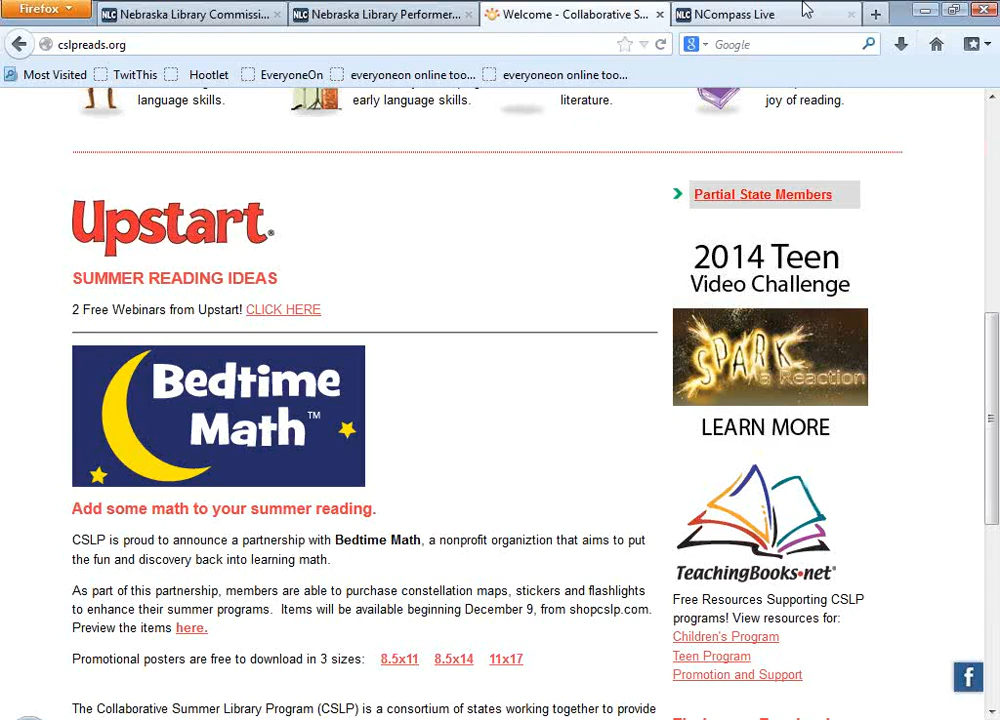 Firefox
Nebraska Library Commissi...
Nebraska Library Performer...
Welcome - Collaborative S...
NCompass Live
cslpreads.org
Google
Most Visited
TwitThis
Hootlet
EveryoneOn
everyoneon online too...
everyoneon online too...
language skills.
early language skills.
literature.
joy of reading.
Upstart®
SUMMER READING IDEAS
2 Free Webinars from Upstart! CLICK HERE
Bedtime
Math™
Add some math to your summer reading.
CSLP is proud to announce a partnership with Bedtime Math, a nonprofit organiztion that aims to put
the fun and discovery back into learning math.
As part of this partnership, members are able to purchase constellation maps, stickers and flashlights
to enhance their summer programs. Items will be available beginning December 9, from shopcslp.com.
Preview the items here.
Promotional posters are free to download in 3 sizes: 8.5x11 8.5x14 11x17
The Collaborative Summer Library Program (CSLP) is a consortium of states working together to provide
Partial State Members
2014 Teen
Video Challenge
SPARK
a Reaction
LEARN MORE
TeachingBooks.net
Free Resources Supporting CSLP
programs! View resources for:
Children's Program
Teen Program
Promotion and Support